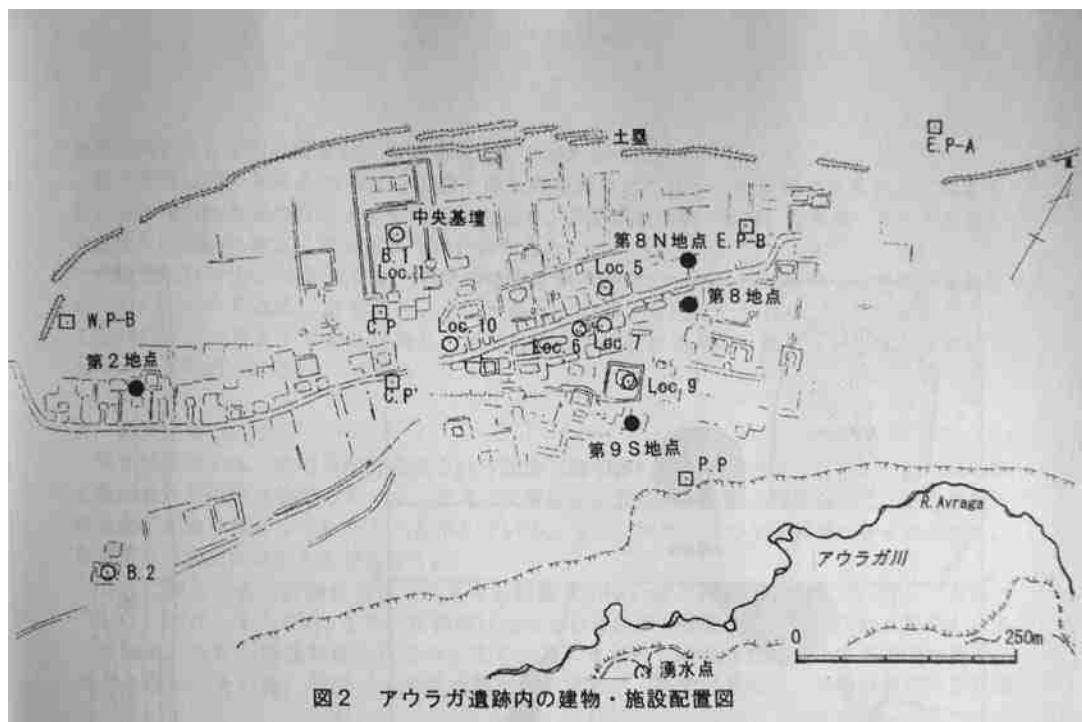 土塁
E.P-A
中央基壇
B.1
Loc.1
第8N地点 E.P-B
Loc.5
第8地点
W.P-B
C.P
Loc.10
Loc.6
Loc.7
第2地点
C.P'
Loc.9
第9S地点
P.P
R.Avraga
アウラガ川
B.2
0
250m
湧水点
図2 アウラガ遺跡内の建物・施設配置図